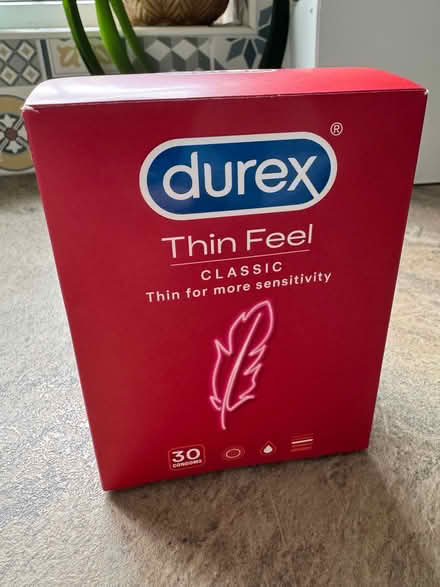 durex®
Thin Feel
CLASSIC
Thin for more sensitivity
30
CONDOMS